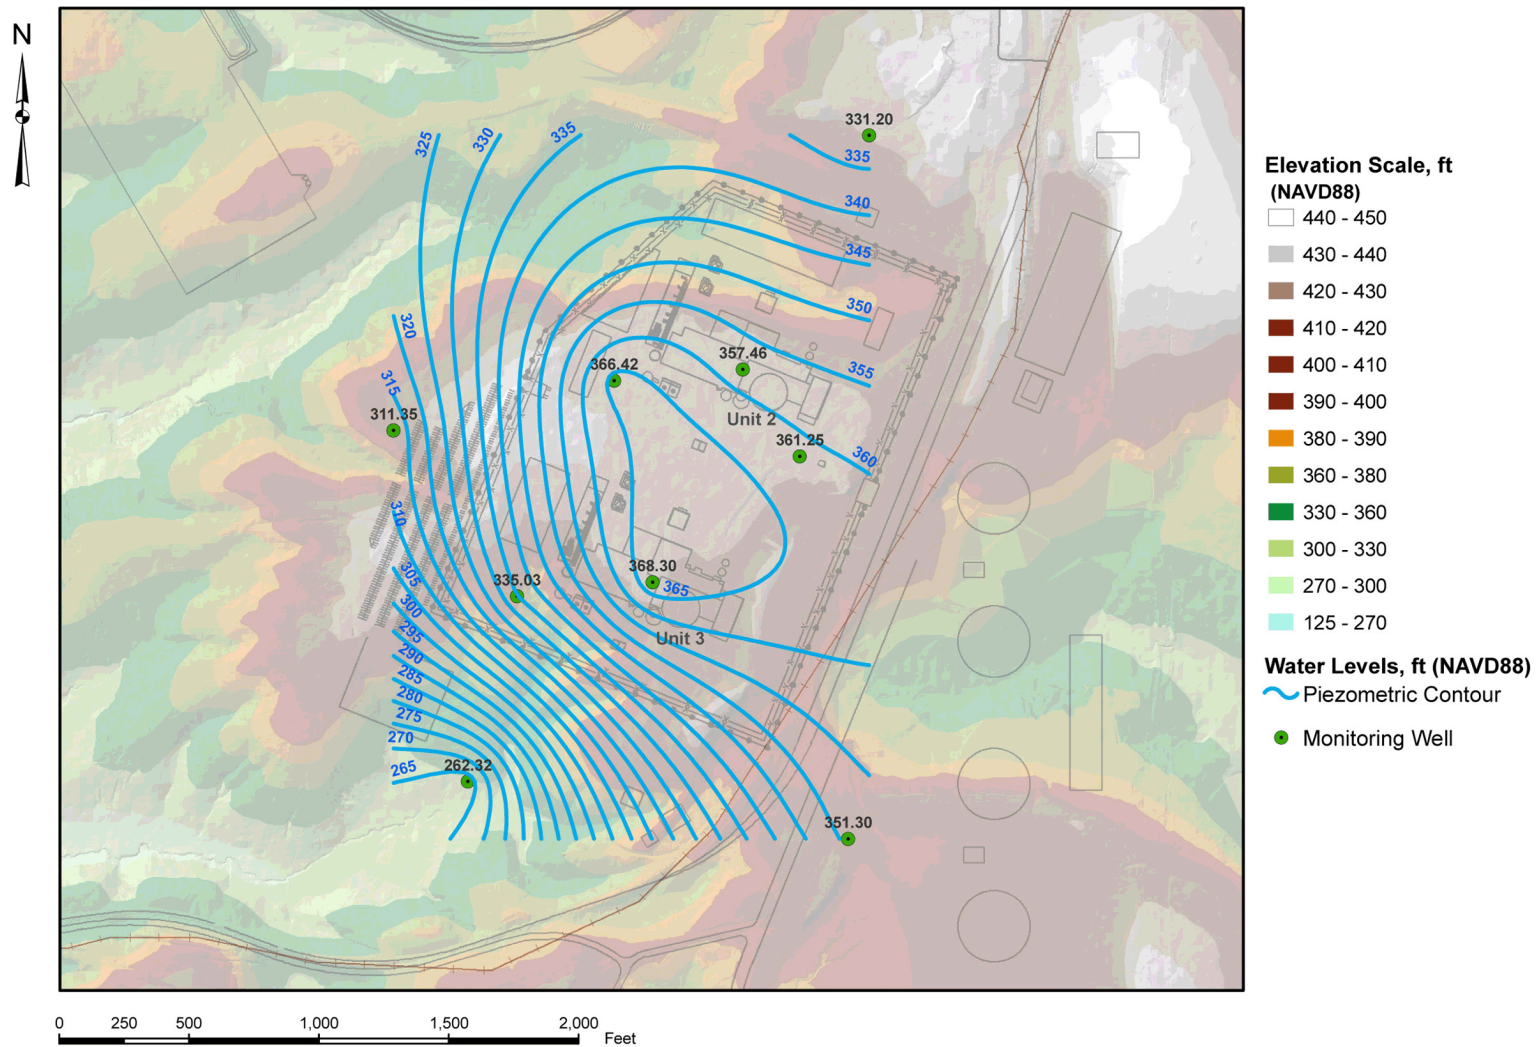 N
325
330
335
331.20
335
340
345
350
355
360
320
315
311.35
310
366.42
357.46
Unit 2
361.25
335.03
368.30
365
Unit 3
305
300
295
290
285
280
275
270
265
262.32
351.30
Elevation Scale, ft
(NAVD88)
440 - 450
430 - 440
420 - 430
410 - 420
400 - 410
390 - 400
380 - 390
360 - 380
330 - 360
300 - 330
270 - 300
125 - 270
Water Levels, ft (NAVD88)
Piezometric Contour
Monitoring Well
0 250 500 1,000 1,500 2,000
Feet